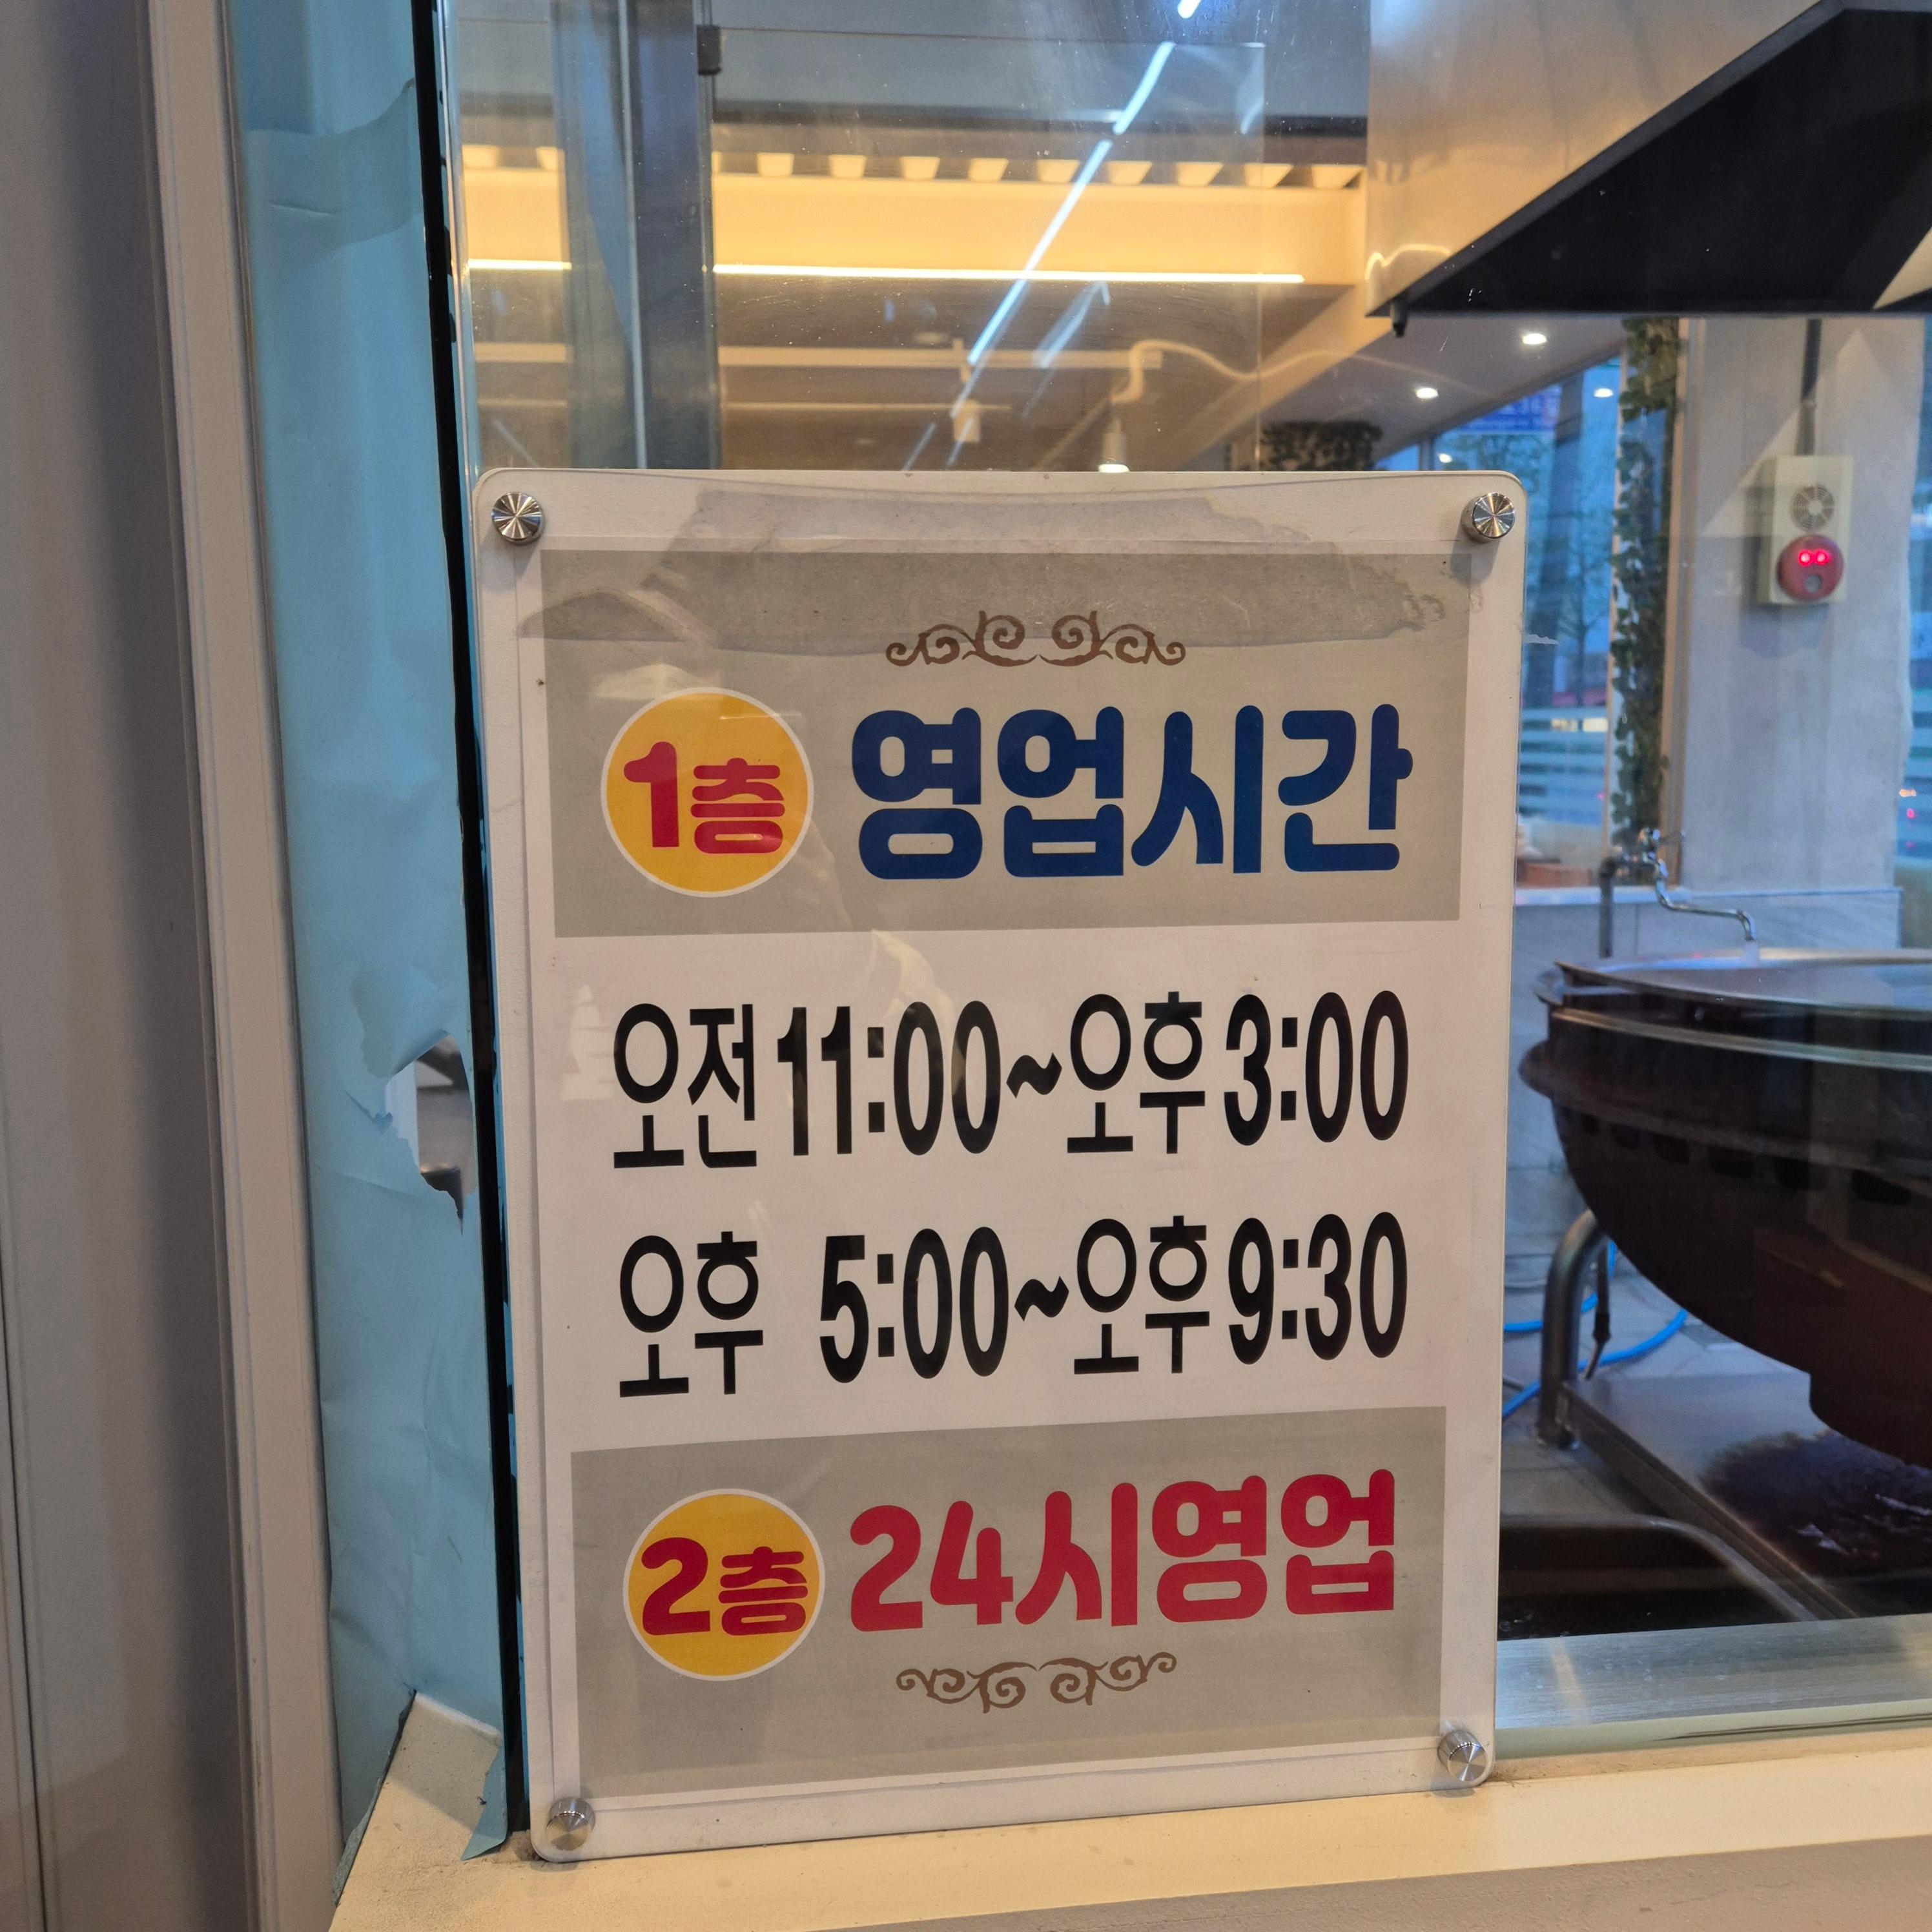 1층 영업시간
오전 11:00~오후 3:00
오후 5:00~오후 9:30
2층 24시영업